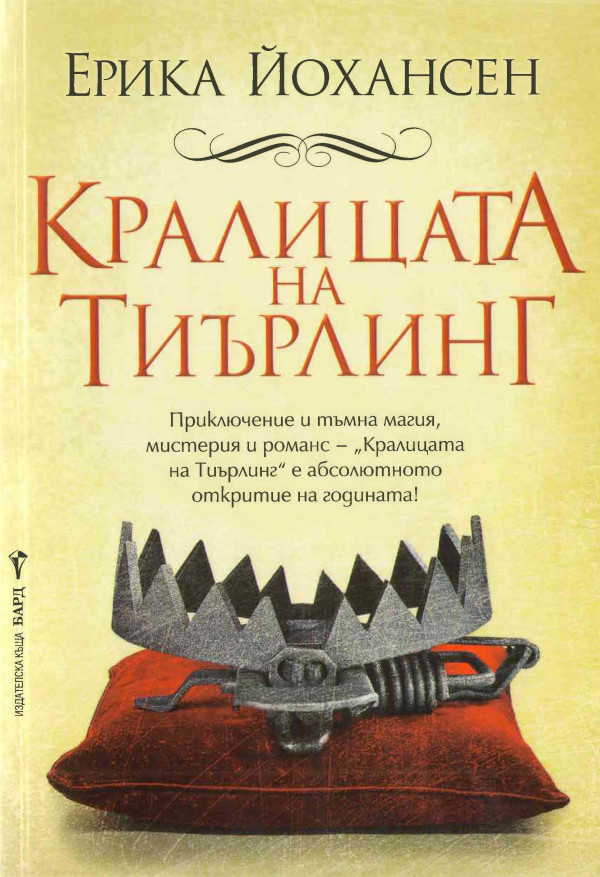 Ерика Йохансен
Кралицата
на
Тиърлинг
Приключение и тъмна магия,
мистерия и романс – „Кралицата
на Тиърлинг“ е абсолютното
откритие на годината!
ИЗДАТЕЛСКА КЪЩА БАРД